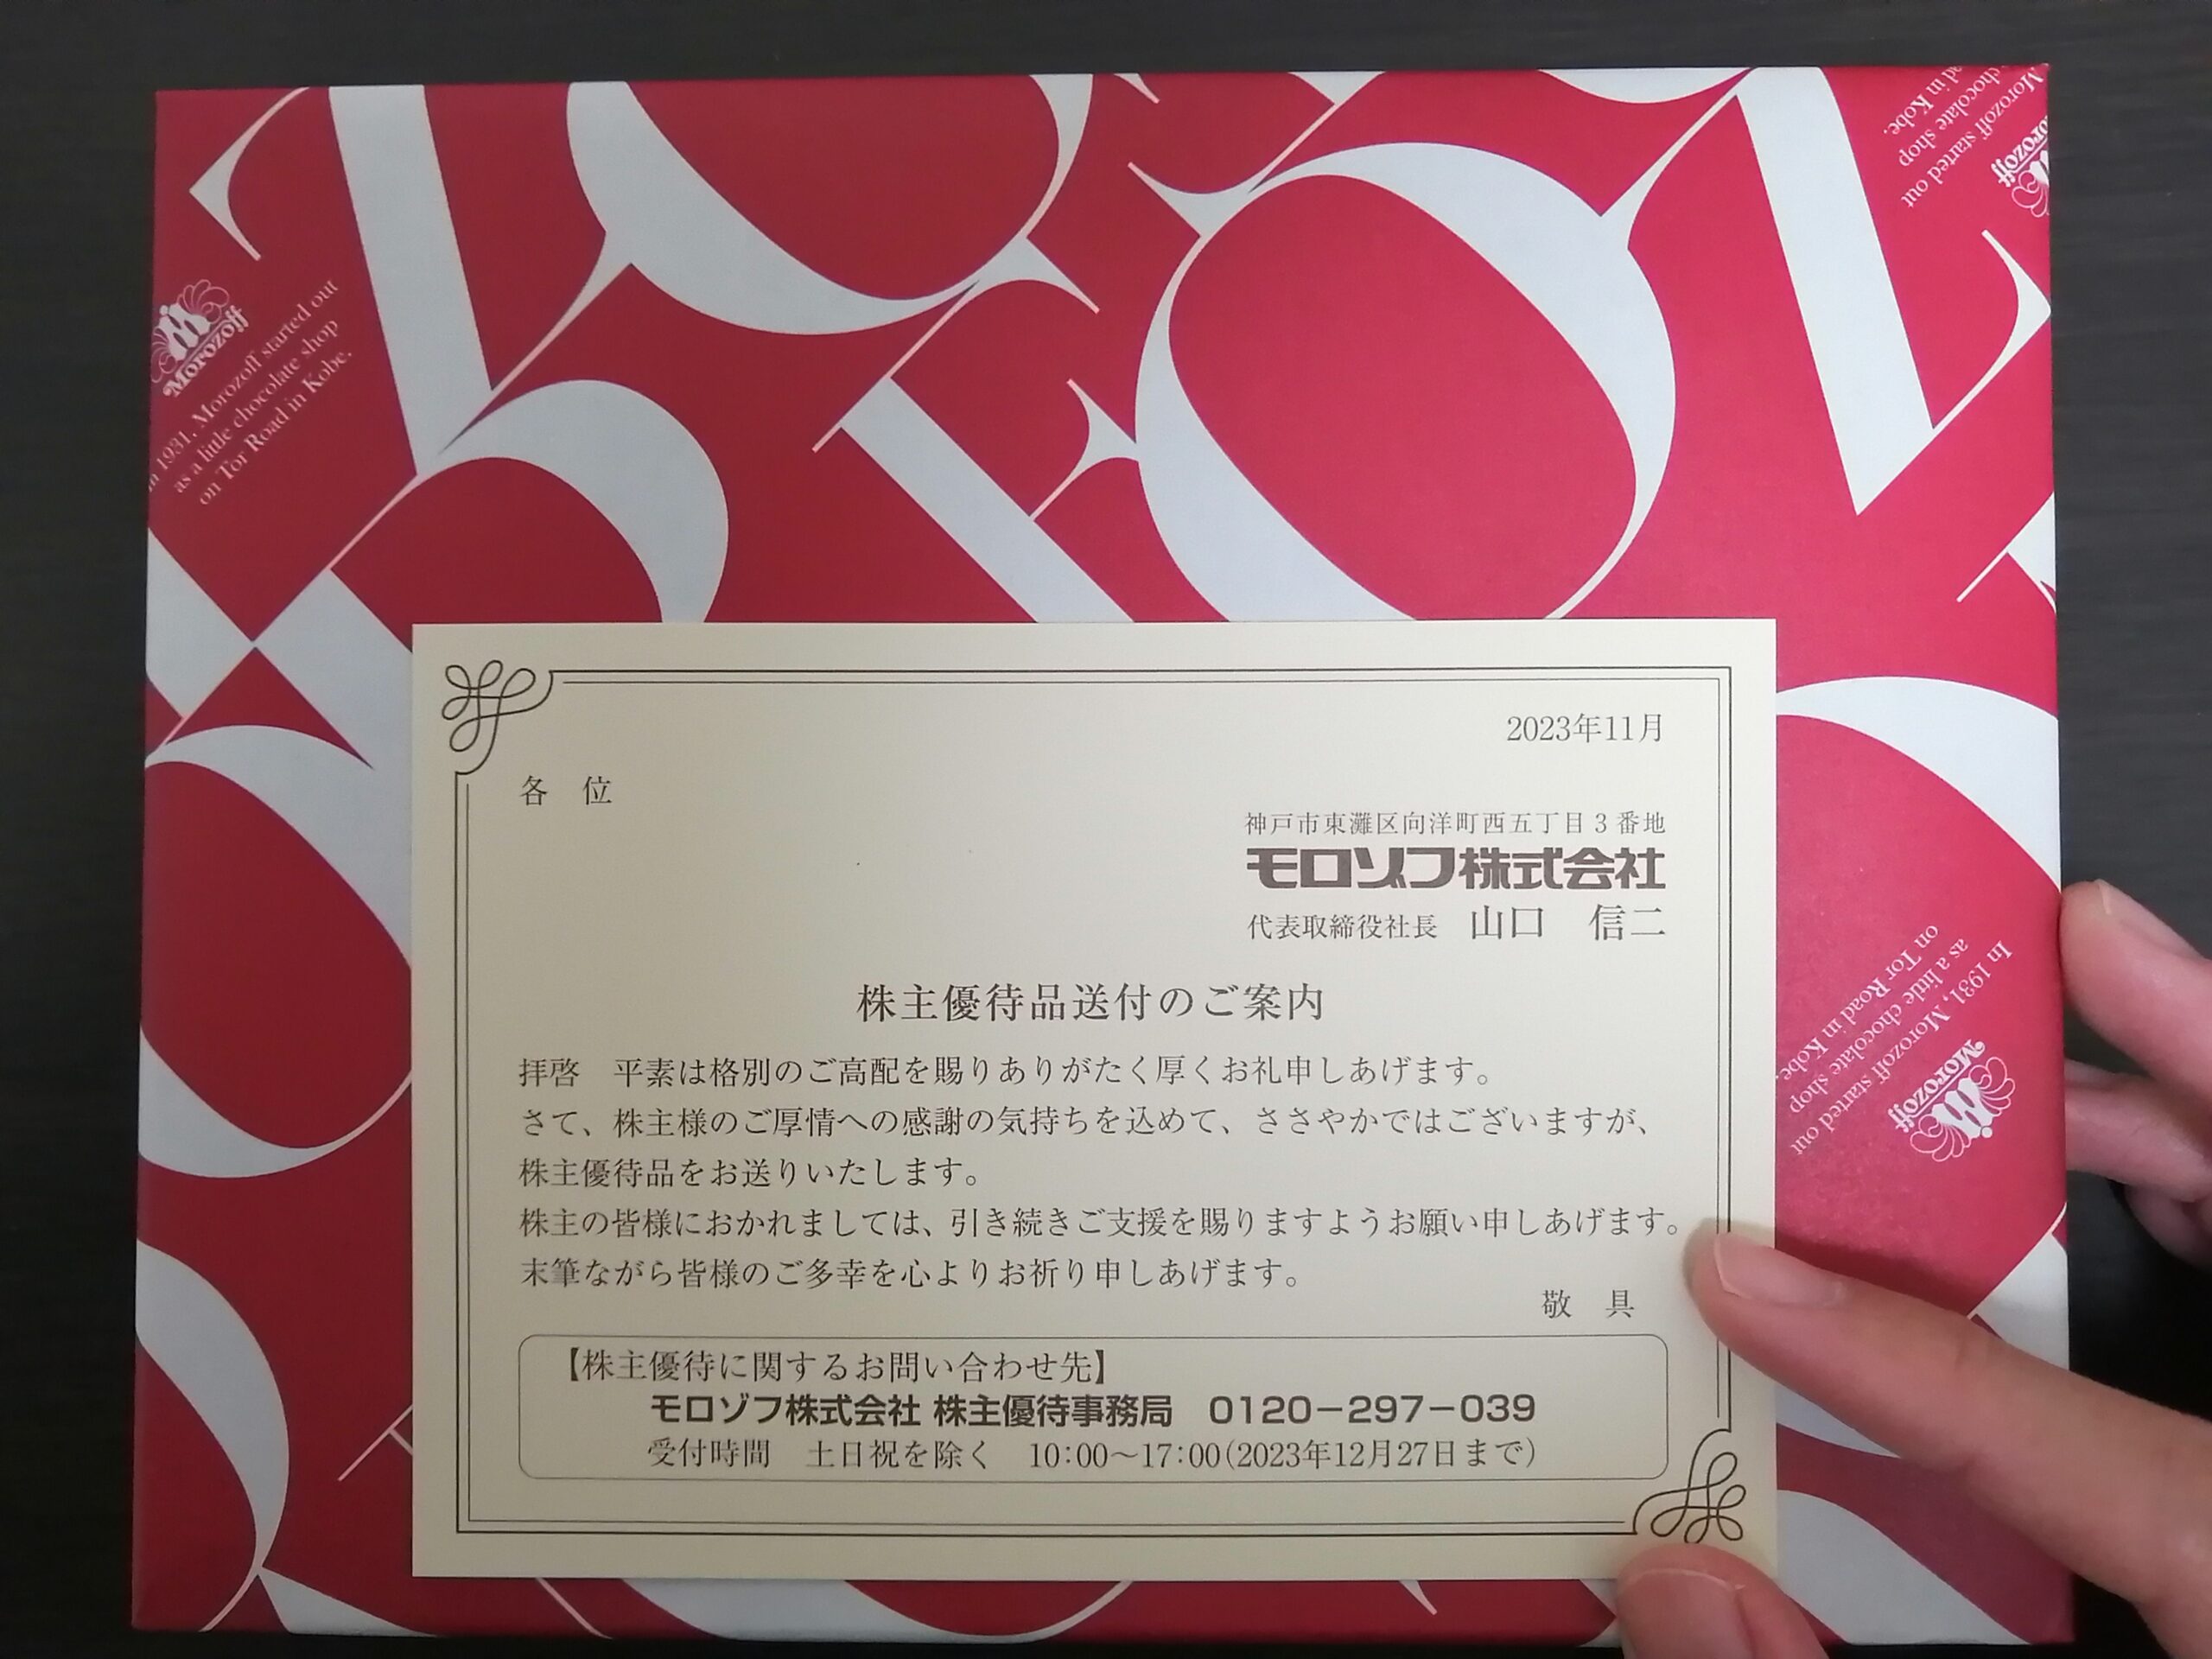 Morozoff
In 1931, Morozoff started out
as a little chocolate shop
on Tor Road in Kobe.
Morozoff
Morozoff started out
chocolate shop
ad in Kobe.
2023年11月
各　位
神戸市東灘区向洋町西五丁目3番地
モロゾフ株式会社
代表取締役社長　山口　信二
株主優待品送付のご案内
拝啓　平素は格別のご高配を賜りありがたく厚くお礼申しあげます。
さて、株主様のご厚情への感謝の気持ちを込めて、ささやかではございますが、
株主優待品をお送りいたします。
株主の皆様におかれましては、引き続きご支援を賜りますようお願い申しあげます。
末筆ながら皆様のご多幸を心よりお祈り申しあげます。
敬　具
【株主優待に関するお問い合わせ先】
モロゾフ株式会社 株主優待事務局　0120−297−039
受付時間　土日祝を除く　10:00〜17:00(2023年12月27日まで)
Morozoff
In 1931, Morozoff started out
as a little chocolate shop
on Tor Road in Kobe.